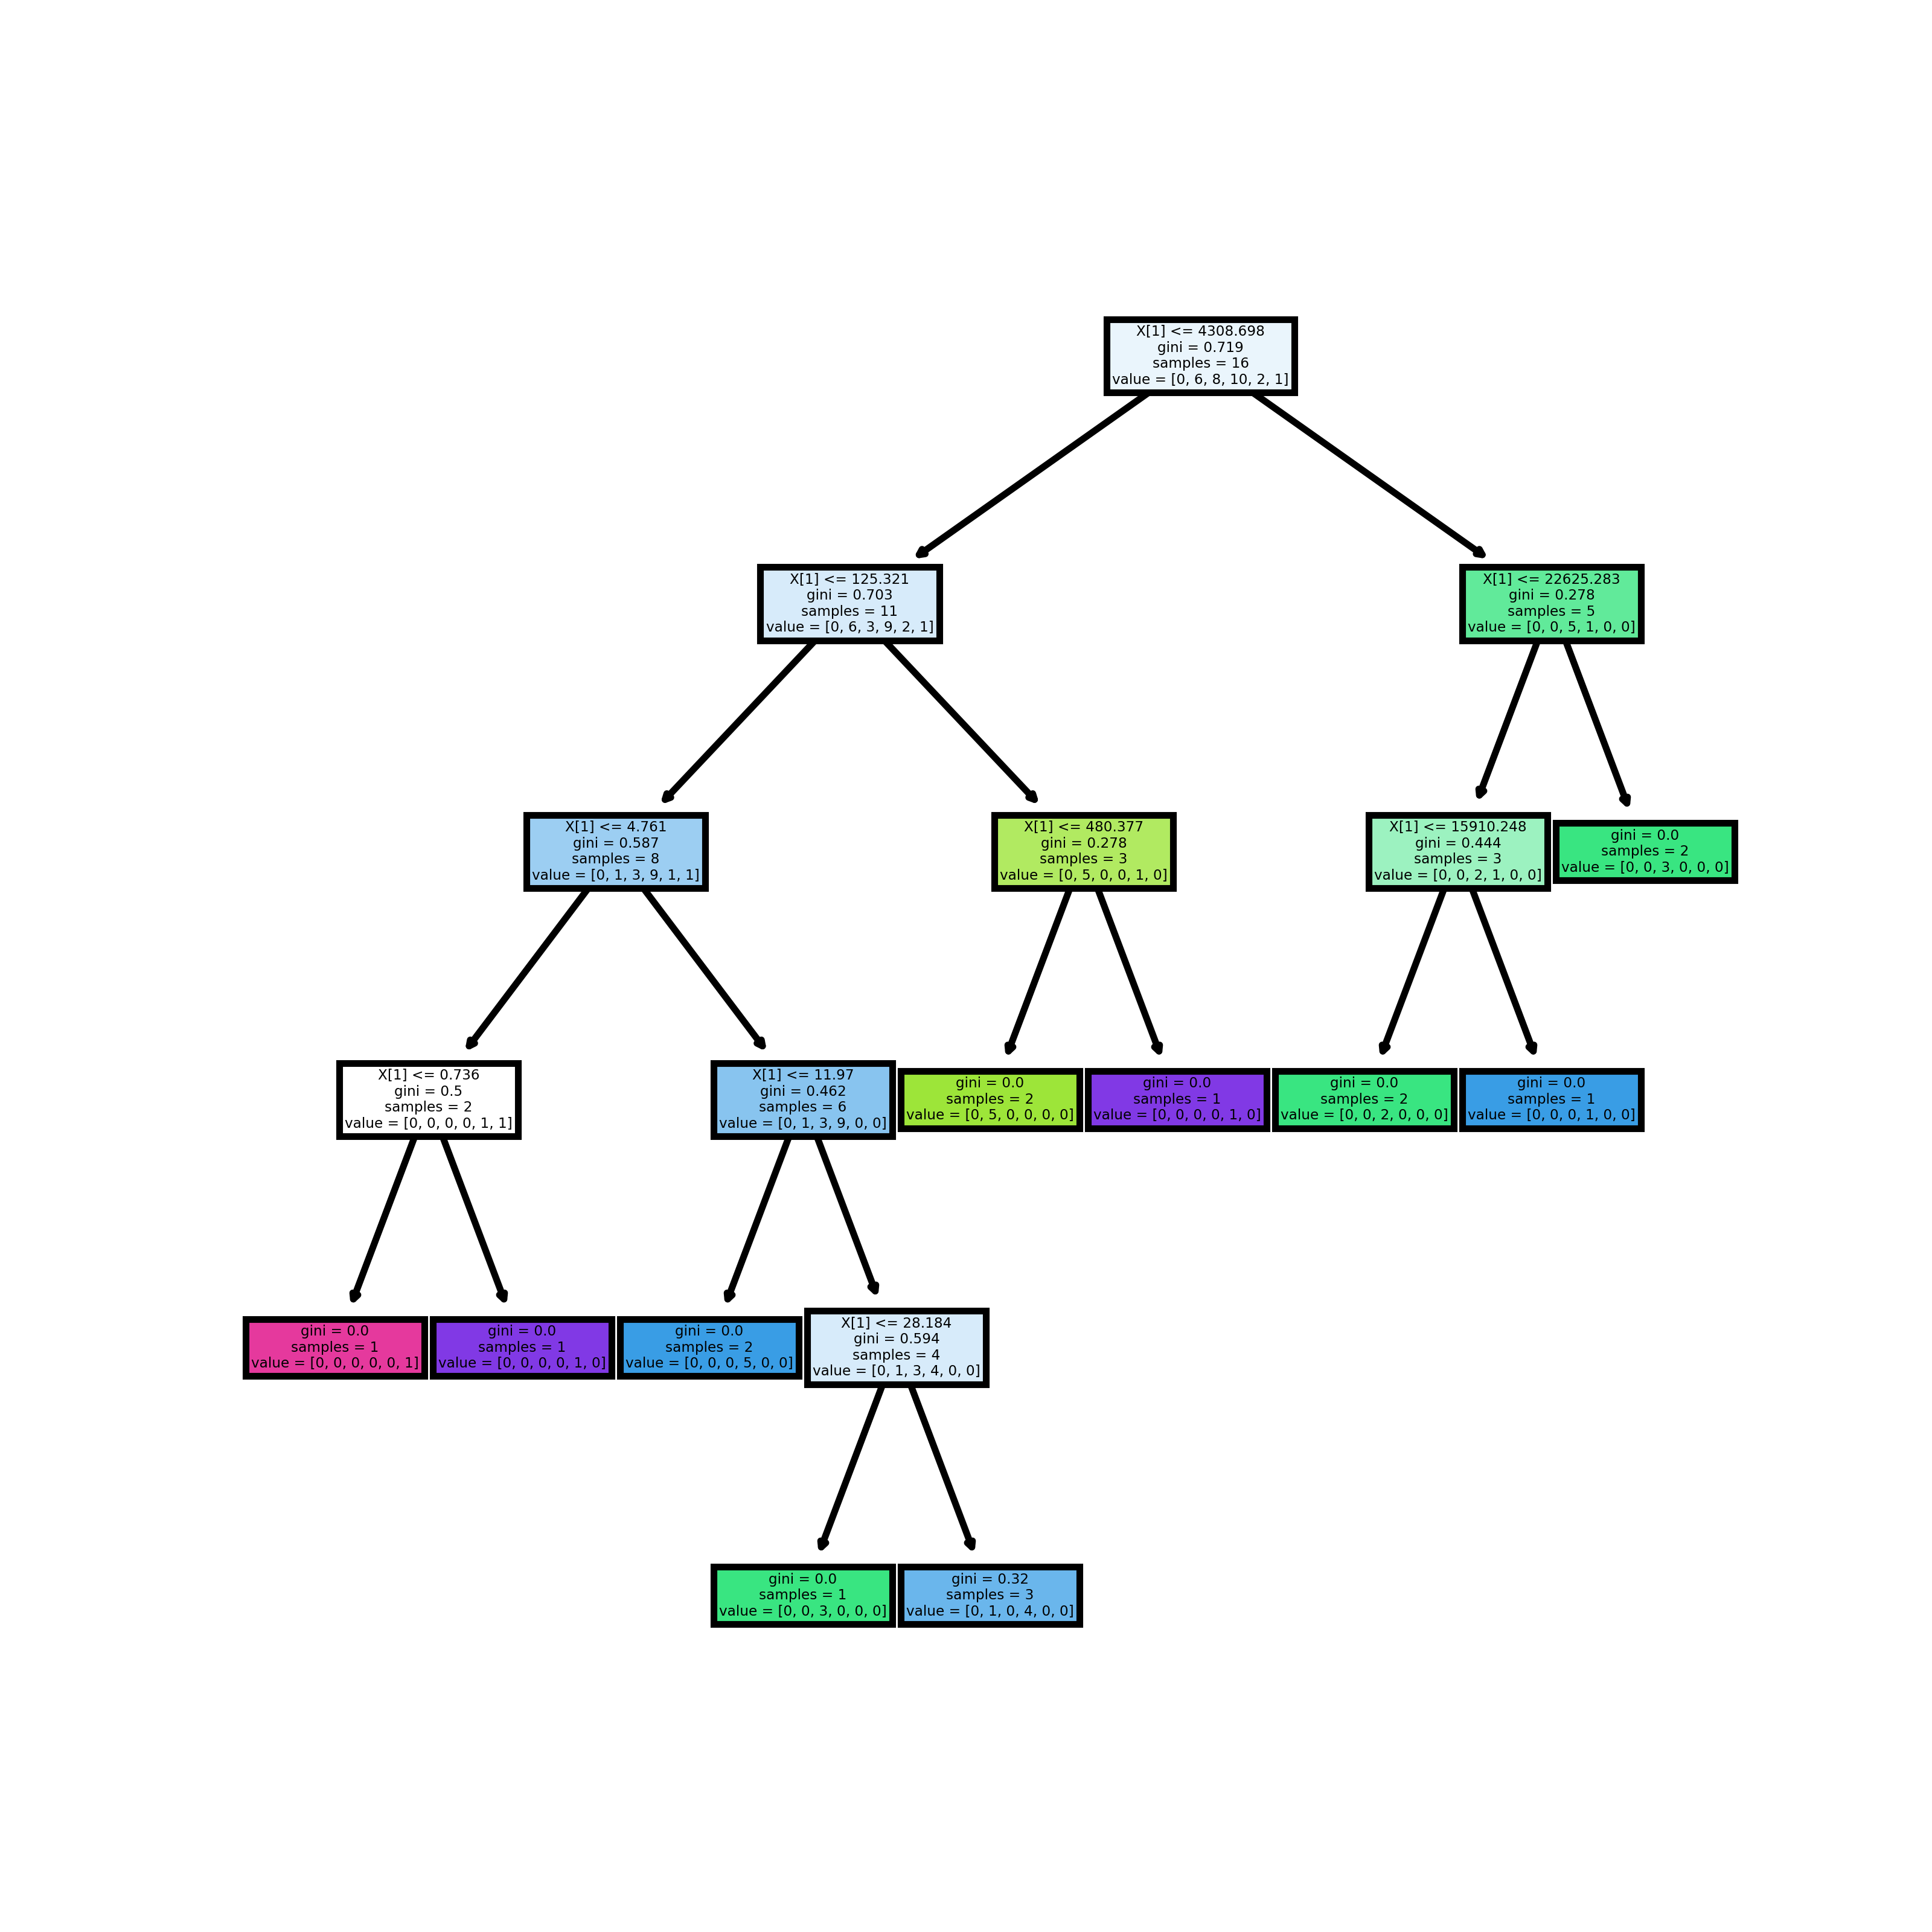 X[1] <= 4308.698
gini = 0.719
samples = 16
value = [0, 6, 8, 10, 2, 1]
X[1] <= 125.321
gini = 0.703
samples = 11
value = [0, 6, 3, 9, 2, 1]
X[1] <= 22625.283
gini = 0.278
samples = 5
value = [0, 0, 5, 1, 0, 0]
X[1] <= 4.761
gini = 0.587
samples = 8
value = [0, 1, 3, 9, 1, 1]
X[1] <= 480.377
gini = 0.278
samples = 3
value = [0, 5, 0, 0, 1, 0]
X[1] <= 15910.248
gini = 0.444
samples = 3
value = [0, 0, 2, 1, 0, 0]
gini = 0.0
samples = 2
value = [0, 0, 3, 0, 0, 0]
X[1] <= 0.736
gini = 0.5
samples = 2
value = [0, 0, 0, 0, 1, 1]
X[1] <= 11.97
gini = 0.462
samples = 6
value = [0, 1, 3, 9, 0, 0]
gini = 0.0
samples = 2
value = [0, 5, 0, 0, 0, 0]
gini = 0.0
samples = 1
value = [0, 0, 0, 0, 1, 0]
gini = 0.0
samples = 2
value = [0, 0, 2, 0, 0, 0]
gini = 0.0
samples = 1
value = [0, 0, 0, 1, 0, 0]
gini = 0.0
samples = 1
value = [0, 0, 0, 0, 0, 1]
gini = 0.0
samples = 1
value = [0, 0, 0, 0, 1, 0]
gini = 0.0
samples = 2
value = [0, 0, 0, 5, 0, 0]
X[1] <= 28.184
gini = 0.594
samples = 4
value = [0, 1, 3, 4, 0, 0]
gini = 0.0
samples = 1
value = [0, 0, 3, 0, 0, 0]
gini = 0.32
samples = 3
value = [0, 1, 0, 4, 0, 0]